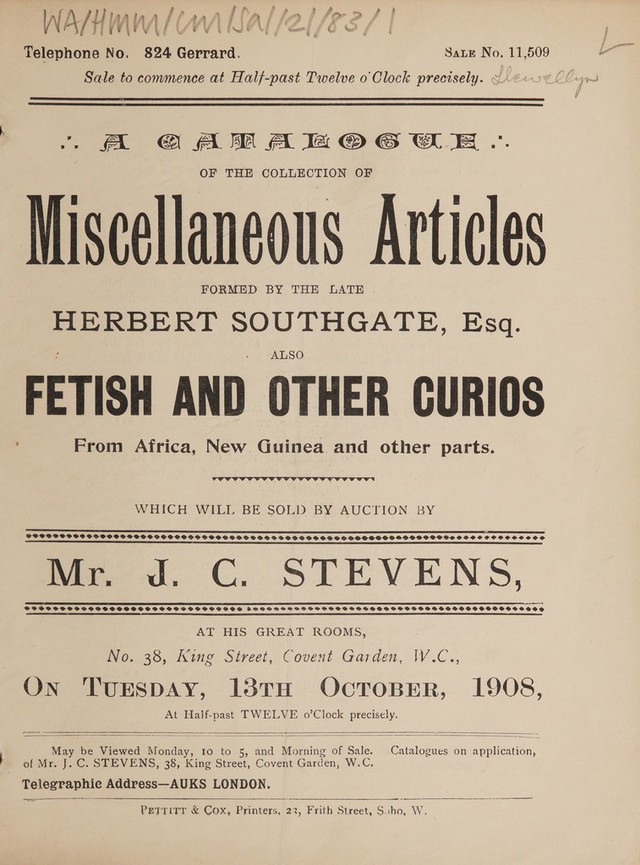 WA/HMM/CM/Sal/21/83/1
L
Telephone No. 824 Gerrard. SALE No. 11,509
Sale to commence at Half-past Twelve o'Clock precisely. Llewellyn
A CATALOGUE
OF THE COLLECTION OF
Miscellaneous Articles
FORMED BY THE LATE
HERBERT SOUTHGATE, Esq.
ALSO
FETISH AND OTHER CURIOS
From Africa, New Guinea and other parts.
WHICH WILL BE SOLD BY AUCTION BY
Mr. J. C. STEVENS,
AT HIS GREAT ROOMS,
No. 38, King Street, Covent Garden, W.C.,
ON TUESDAY, 13TH OCTOBER, 1908,
At Half-past TWELVE o'Clock precisely.
May be Viewed Monday, 10 to 5, and Morning of Sale. Catalogues on application,
of Mr. J. C. STEVENS, 38, King Street, Covent Garden, W.C.
Telegraphic Address—AUKS LONDON.
PETTITT & COX, Printers, 23, Frith Street, Soho, W.